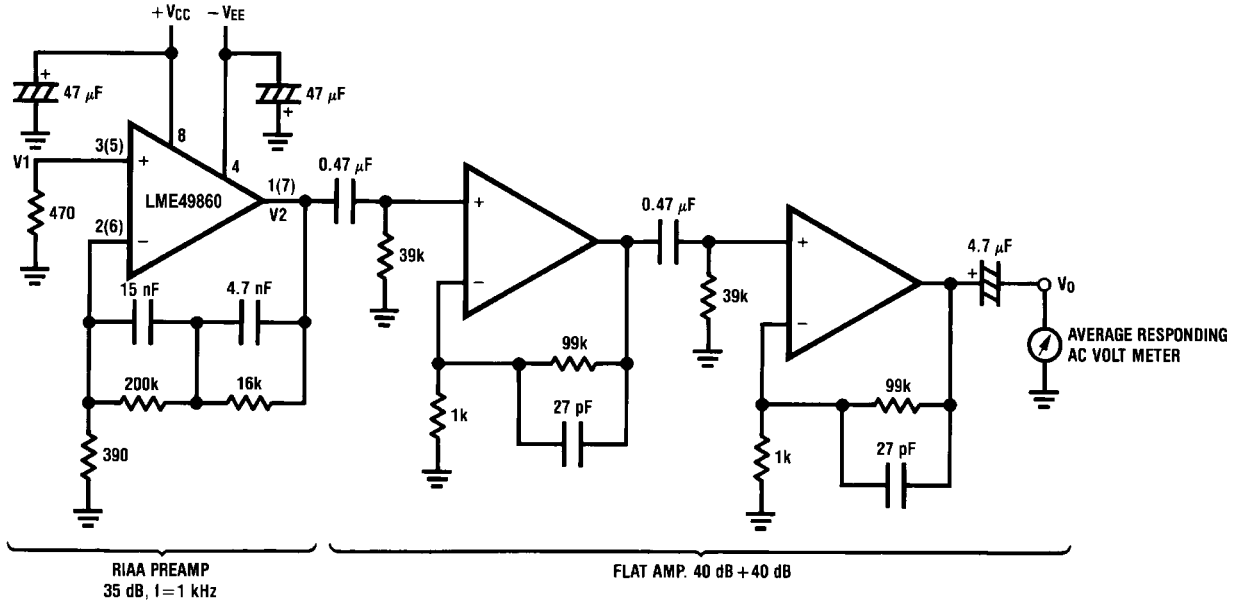 +VCC
−VEE
+
47 μF
47 μF
+
8
3(5)
V1
+
4
0.47 μF
LME49860
1(7)
V2
470
2(6)
−
+
0.47 μF
39k
15 nF
4.7 nF
−
+
4.7 μF
+
39k
VO
200k
16k
99k
−
AVERAGE RESPONDING
AC VOLT METER
1k
27 pF
99k
390
1k
27 pF
RIAA PREAMP
35 dB, f=1 kHz
FLAT AMP. 40 dB + 40 dB